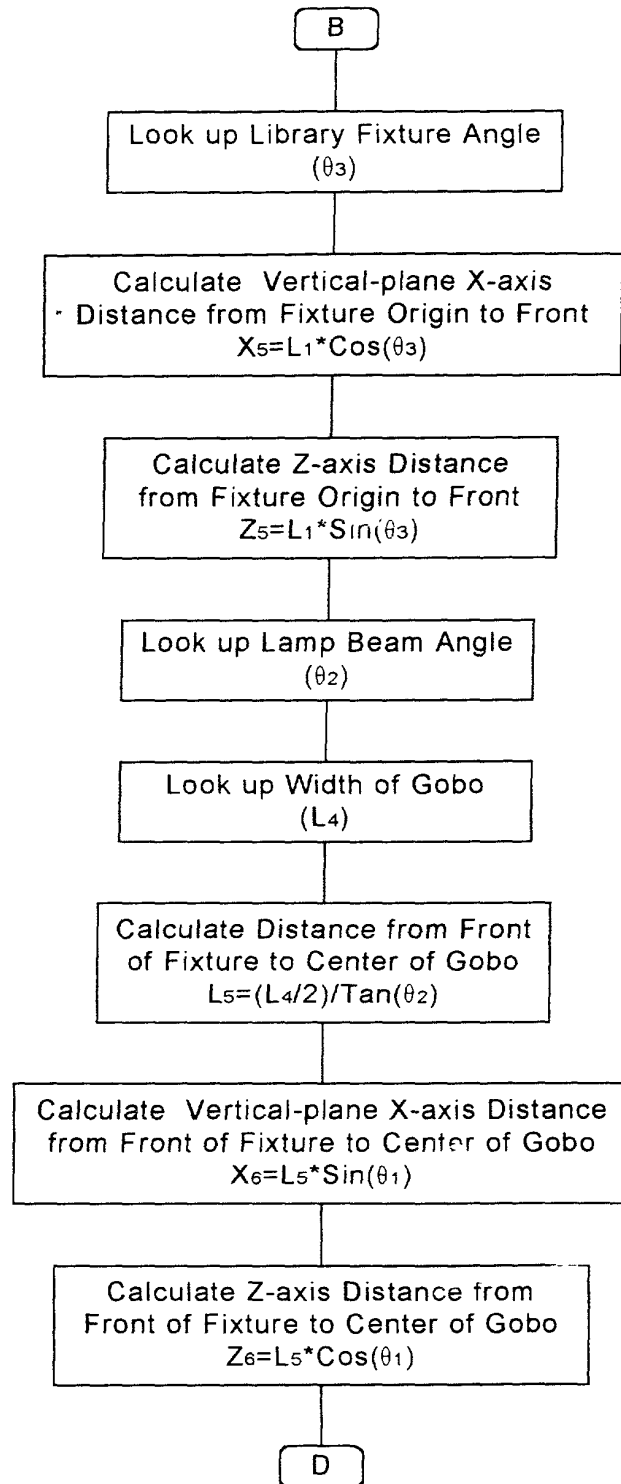 B
Look up Library Fixture Angle
(θ3)
Calculate Vertical-plane X-axis
Distance from Fixture Origin to Front
X5=L1*Cos(θ3)
Calculate Z-axis Distance
from Fixture Origin to Front
Z5=L1*Sin(θ3)
Look up Lamp Beam Angle
(θ2)
Look up Width of Gobo
(L4)
Calculate Distance from Front
of Fixture to Center of Gobo
L5=(L4/2)/Tan(θ2)
Calculate Vertical-plane X-axis Distance
from Front of Fixture to Center of Gobo
X6=L5*Sin(θ1)
Calculate Z-axis Distance from
Front of Fixture to Center of Gobo
Z6=L5*Cos(θ1)
D